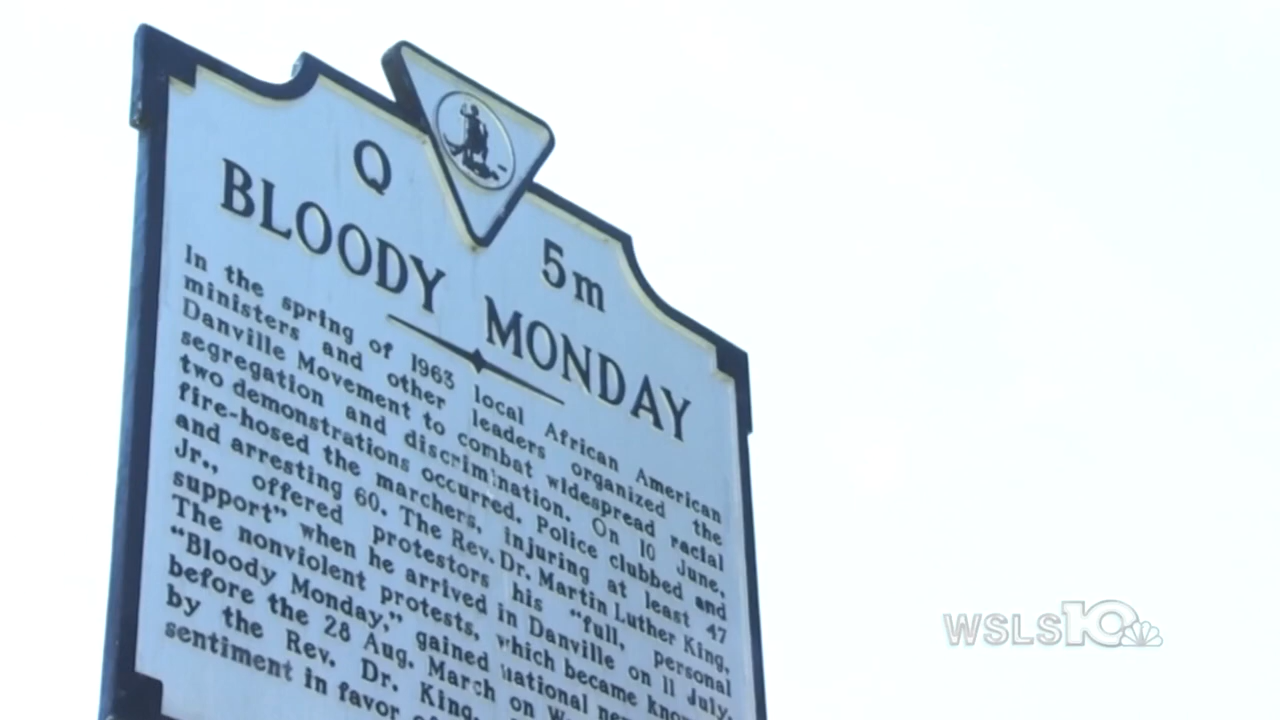 Q 5m
BLOODY MONDAY
In the spring of 1963 local African American
ministers and other leaders organized the
Danville Movement to combat widespread racial
segregation and discrimination. On 10 June,
two demonstrations occurred. Police clubbed and
fire-hosed the marchers, injuring at least 47
and arresting 60. The Rev. Dr. Martin Luther King,
Jr., offered protestors his “full, personal
support” when he arrived in Danville on 11 July.
The nonviolent protests, which became
“Bloody Monday,” gained national
before the 28 Aug. March on
by the Rev. Dr. King,
sentiment in favor
WSLS10